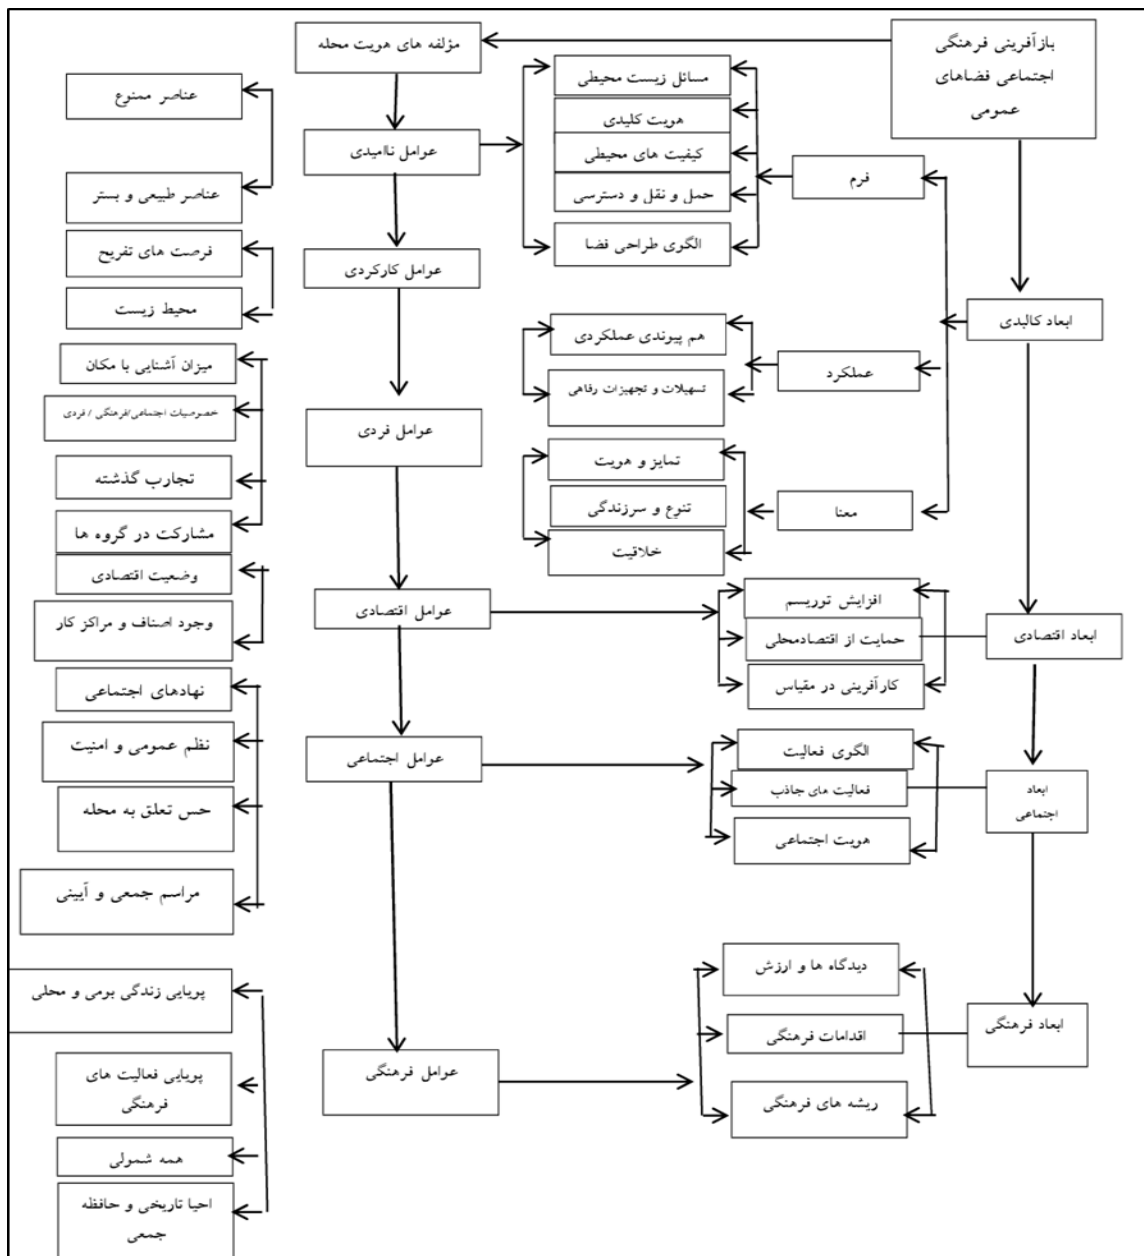 بازآفرینی فرهنگی
اجتماعی فضاهای
عمومی
مؤلفه های هویت محله
مسائل زیست محیطی
هویت کلیدی
کیفیت های محیطی
حمل و نقل و دسترسی
الگوی طراحی فضا
فرم
عوامل ناامیدی
عناصر ممنوع
عناصر طبیعی و بستر
فرصت های تفریح
محیط زیست
عوامل کارکردی
ابعاد کالبدی
عملکرد
هم پیوندی عملکردی
تسهیلات و تجهیزات رفاهی
میزان آشنایی با مکان
خصوصیات اجتماعی/فرهنگی / فردی
تجارب گذشته
مشارکت در گروه ها
عوامل فردی
معنا
تمایز و هویت
تنوع و سرزندگی
خلاقیت
وضعیت اقتصادی
وجود اصناف و مراکز کار
عوامل اقتصادی
افزایش توریسم
حمایت از اقتصادمحلی
کارآفرینی در مقیاس
ابعاد اقتصادی
نهادهای اجتماعی
نظم عمومی و امنیت
حس تعلق به محله
مراسم جمعی و آیینی
عوامل اجتماعی
الگوی فعالیت
فعالیت های جاذب
هویت اجتماعی
ابعاد
اجتماعی
دیدگاه ها و ارزش
اقدامات فرهنگی
ریشه های فرهنگی
ابعاد فرهنگی
عوامل فرهنگی
پویایی زندگی بومی و محلی
پویایی فعالیت های
فرهنگی
همه شمولی
احیا تاریخی و حافظه
جمعی